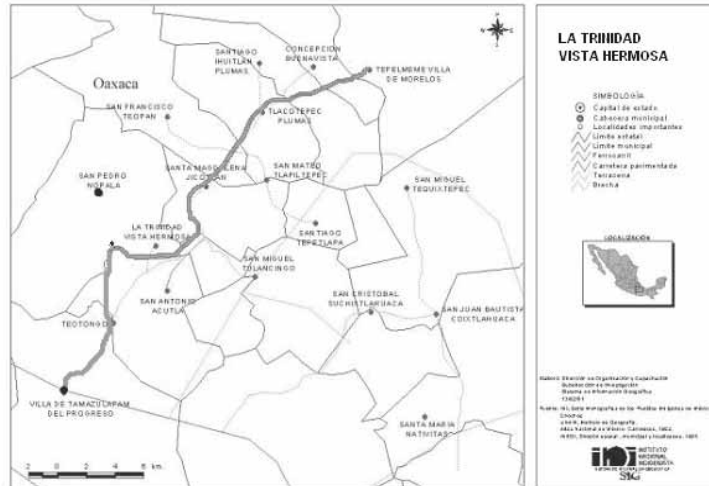 SANTIAGO
IHUITLAN
PLUMAS
CONCEPCION
BUENAVISTA
TEPELMEME VILLA
DE MORELOS
Oaxaca
SAN FRANCISCO
TEOPAN
TLACOTEPEC
PLUMAS
SAN PEDRO
NOPALA
SANTA MAGDALENA
JICOTLAN
SAN MATEO
TLAPILTEPEC
SAN MIGUEL
TEQUIXTEPEC
LA TRINIDAD
VISTA HERMOSA
SANTIAGO
TEPETLAPA
SAN MIGUEL
TULANCINGO
SAN ANTONIO
ACUTLA
SAN CRISTOBAL
SUCHIXTLAHUACA
SAN JUAN BAUTISTA
COIXTLAHUACA
TEOTONGO
VILLA DE TAMAZULAPAM
DEL PROGRESO
SANTA MARIA
NATIVITAS
2 0 2 4 6 km.
LA TRINIDAD
VISTA HERMOSA
SIMBOLOGÍA
Capital de estado
Cabecera municipal
Localidades importantes
Límite estatal
Límite municipal
Ferrocarril
Carretera pavimentada
Terracería
Brecha
LOCALIZACIÓN
INI
INSTITUTO
NACIONAL
INDIGENISTA
SIG